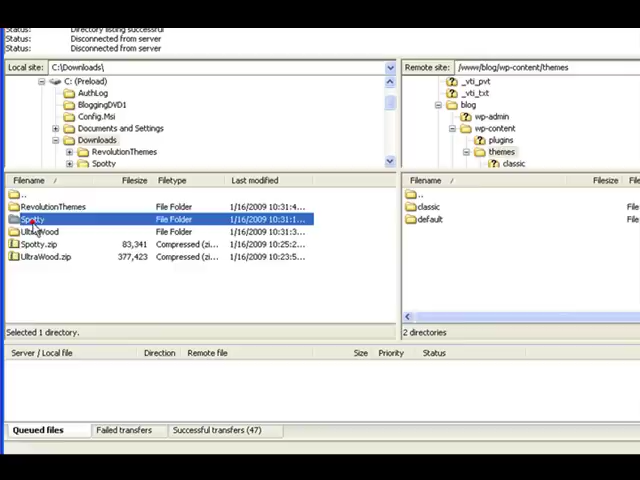 Status: Directory listing successful
Status: Disconnected from server
Status: Disconnected from server
Local site: C:\Downloads\
C: (Preload)
AuthLog
BloggingDVD1
Config.Msi
Documents and Settings
Downloads
RevolutionThemes
Spotty
Remote site: /www/blog/wp-content/themes
_vti_pvt
_vti_txt
blog
wp-admin
wp-content
plugins
themes
classic
Filename / Filesize Filetype Last modified
..
RevolutionThemes File Folder 1/16/2009 10:31:4...
Spotty File Folder 1/16/2009 10:31:1...
UltraWood File Folder 1/16/2009 10:31:3...
Spotty.zip 83,341 Compressed (zi... 1/16/2009 10:25:2...
UltraWood.zip 377,423 Compressed (zi... 1/16/2009 10:23:5...
Selected 1 directory.
Filename / Filesize Fi
..
classic Fi
default Fi
2 directories
Server / Local file Direction Remote file Size Priority Status
Queued files Failed transfers Successful transfers (47)